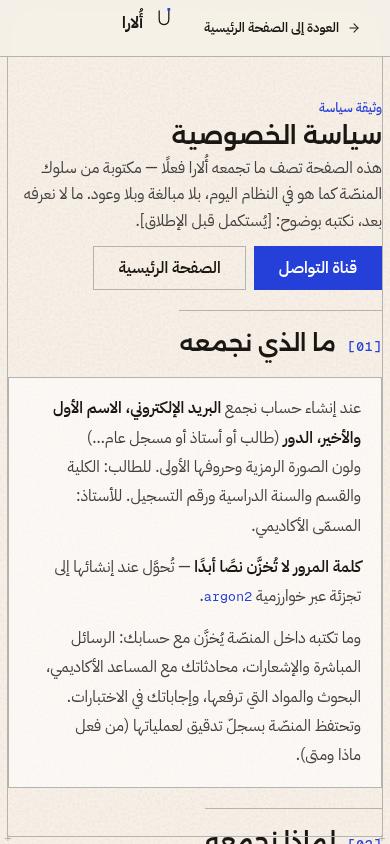 العودة إلى الصفحة الرئيسية
ألارا
وثيقة سياسة
سياسة الخصوصية
هذه الصفحة تصف ما تجمعه ألارا فعلًا — مكتوبة من سلوك
المنصّة كما هو في النظام اليوم، بلا مبالغة وبلا وعود. ما لا نعرفه
بعد، نكتبه بوضوح: [يُستكمل قبل الإطلاق].
قناة التواصل
الصفحة الرئيسية
[01] ما الذي نجمعه
عند إنشاء حساب نجمع البريد الإلكتروني، الاسم الأول
والأخير، الدور (طالب أو أستاذ أو مسجل عام…)
ولون الصورة الرمزية وحروفها الأولى. للطالب: الكلية
والقسم والسنة الدراسية ورقم التسجيل. للأستاذ:
المسمّى الأكاديمي.
كلمة المرور لا تُخزَّن نصًا أبدًا — تُحوَّل عند إنشائها إلى
تجزئة عبر خوارزمية argon2.
وما تكتبه داخل المنصّة يُخزَّن مع حسابك: الرسائل
المباشرة والإشعارات، محادثاتك مع المساعد الأكاديمي،
البحوث والمواد التي ترفعها، وإجاباتك في الاختبارات.
وتحتفظ المنصّة بسجلّ تدقيق لعملياتها (من فعل
ماذا ومتى).
[02] لماذا نجمعه